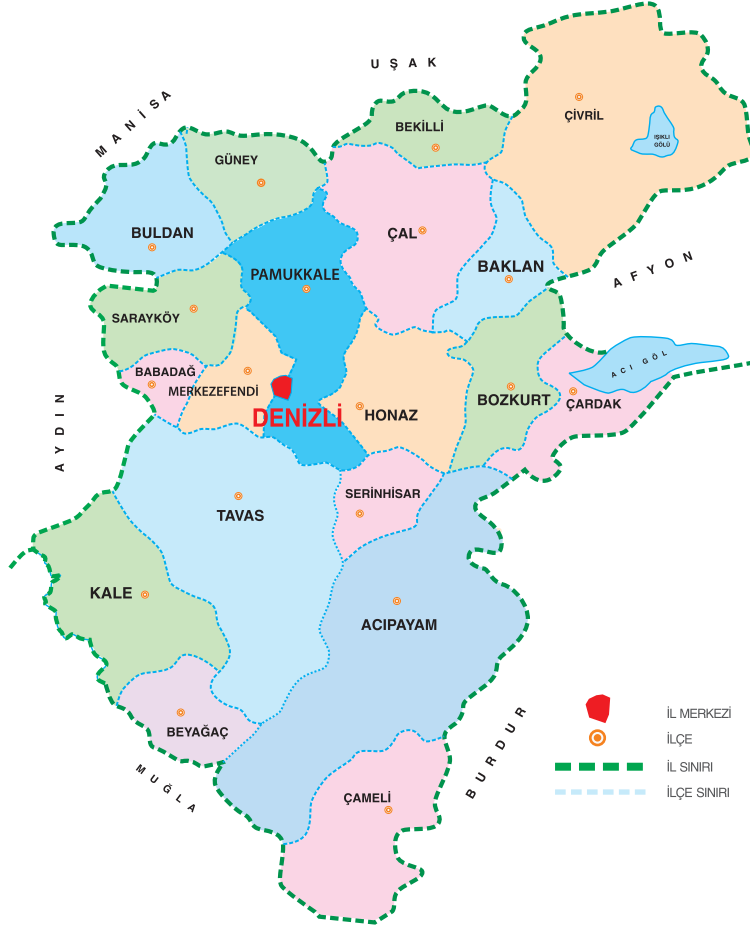 UŞAK
MANİSA
ÇİVRİL
BEKİLLİ
IŞIKLI
GÖLÜ
GÜNEY
BULDAN
ÇAL
BAKLAN
PAMUKKALE
AFYON
SARAYKÖY
ACI GÖL
BABADAĞ
MERKEZEFENDİ
BOZKURT
ÇARDAK
DENİZLİ
HONAZ
AYDIN
SERİNHİSAR
TAVAS
KALE
ACIPAYAM
BEYAĞAÇ
MUĞLA
BURDUR
ÇAMELİ
İL MERKEZİ
İLÇE
İL SINIRI
İLÇE SINIRI